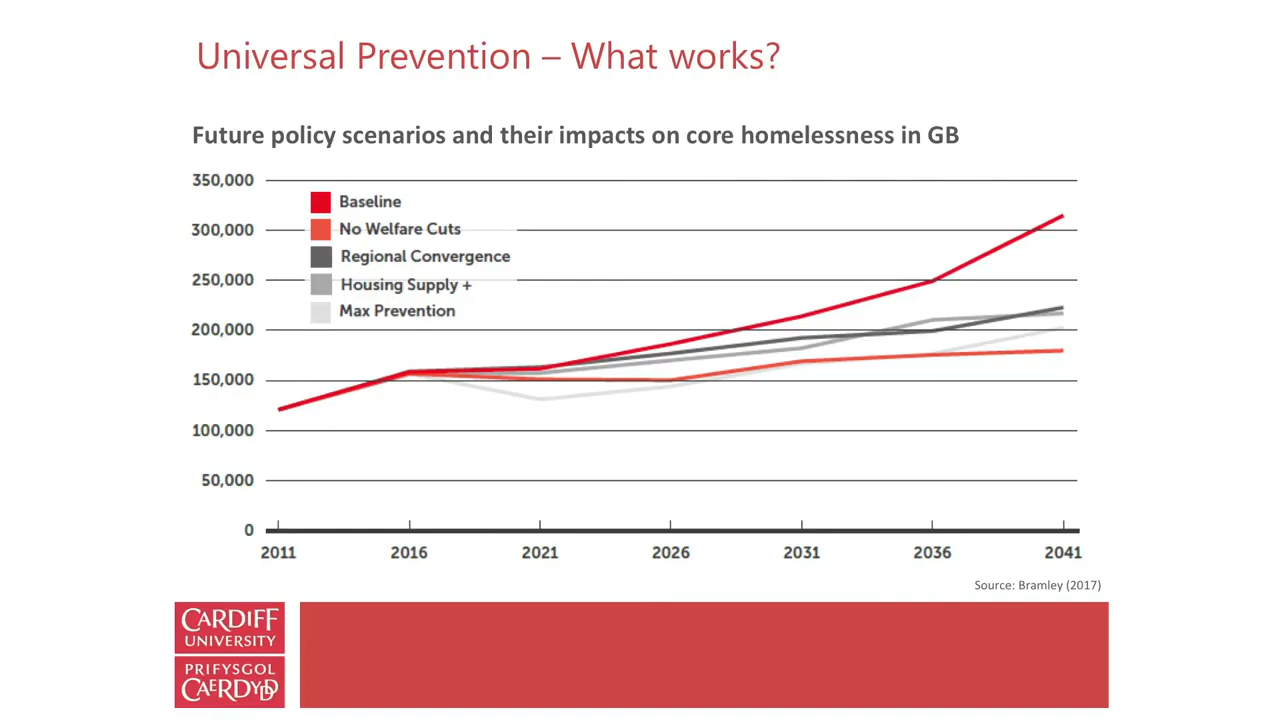 Universal Prevention – What works?
Future policy scenarios and their impacts on core homelessness in GB
350,000
300,000
250,000
200,000
150,000
100,000
50,000
0
Baseline
No Welfare Cuts
Regional Convergence
Housing Supply +
Max Prevention
2011 2016 2021 2026 2031 2036 2041
Source: Bramley (2017)
CARDIFF
UNIVERSITY
PRIFYSGOL
CAERDYDD